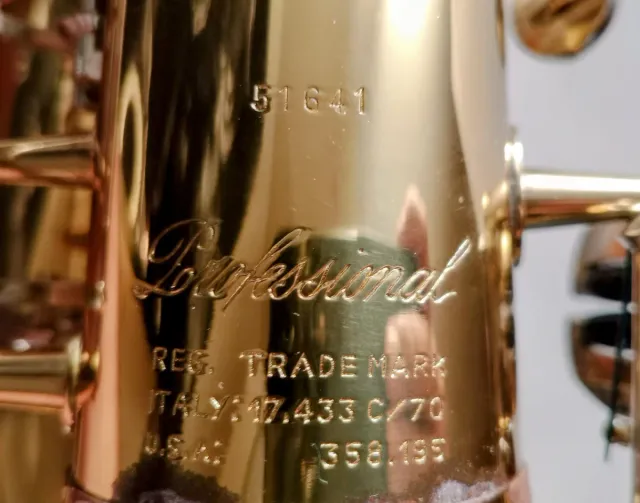 51641
Professional
REG. TRADE MARK
ITALY: 17.433 C/70
U.S.A: 358.195